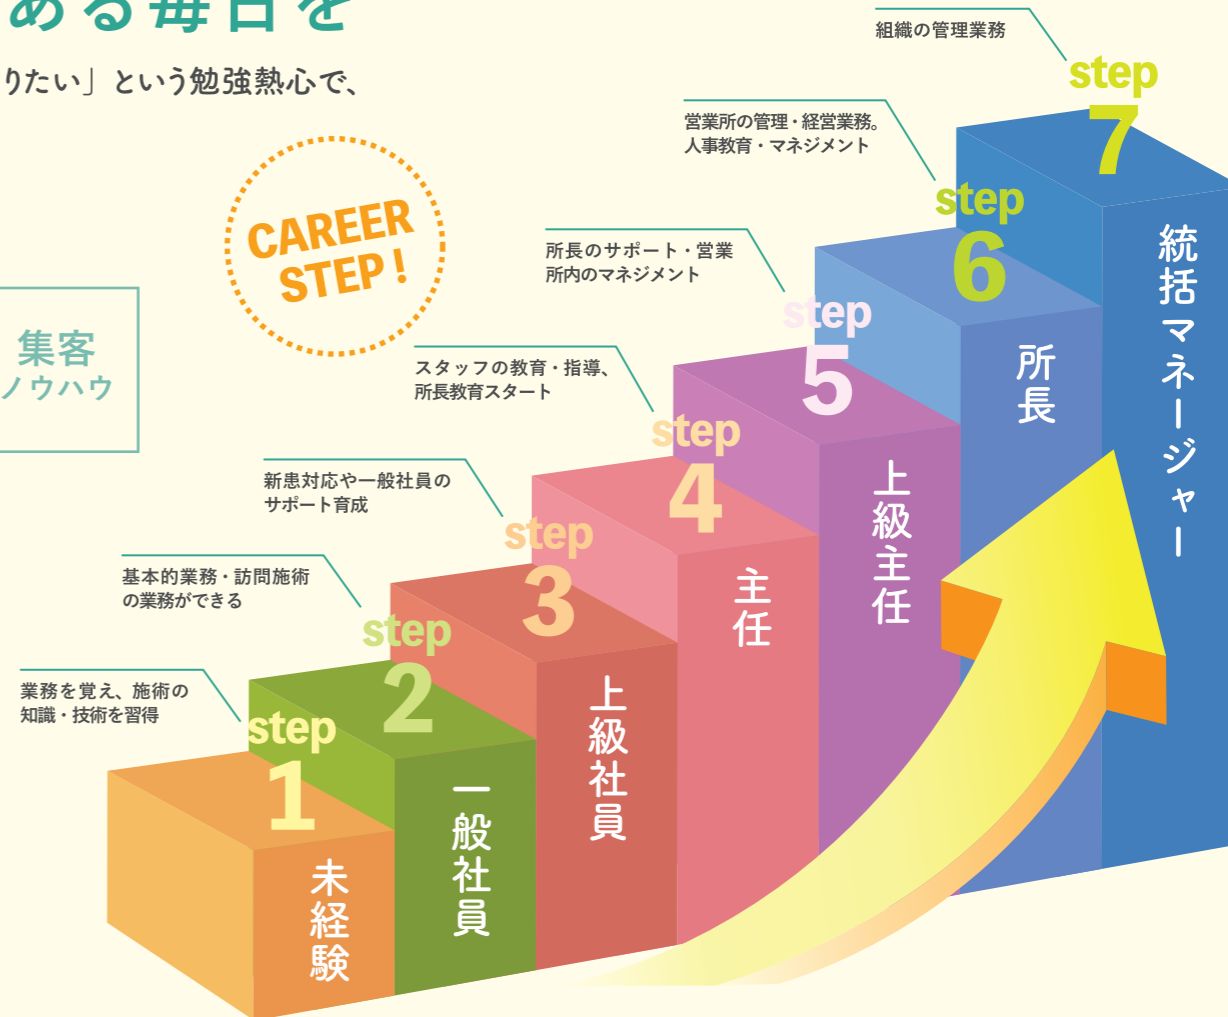 ある毎日を
りたい」という勉強熱心で、
CAREER
STEP!
集客
ノウハウ
業務を覚え、施術の
知識・技術を習得
step
1
未経験
基本的業務・訪問施術
の業務ができる
step
2
一般社員
新患対応や一般社員の
サポート育成
step
3
上級社員
スタッフの教育・指導、
所長教育スタート
step
4
主任
所長のサポート・営業
所内のマネジメント
step
5
上級主任
営業所の管理・経営業務。
人事教育・マネジメント
step
6
所長
組織の管理業務
step
7
統括マネージャー